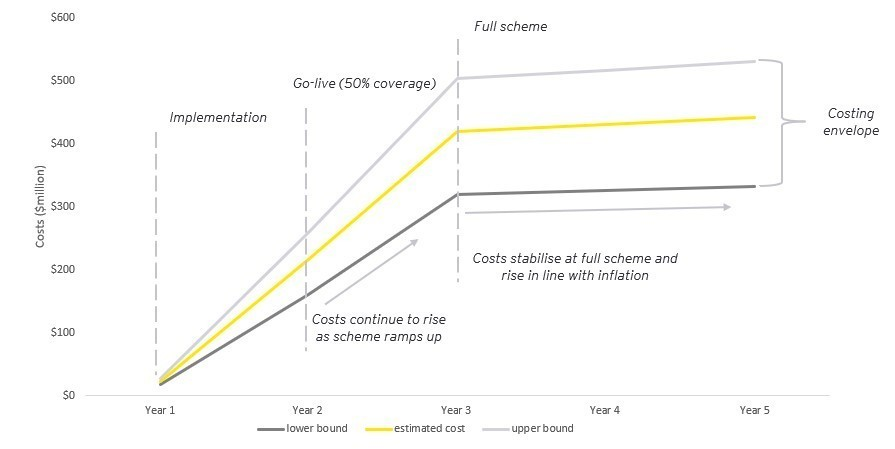 $600
Full scheme
$500
Go-live (50% coverage)
Implementation
Costing
envelope
$400
Costs ($million)
$300
Costs stabilise at full scheme and
rise in line with inflation
$200
Costs continue to rise
as scheme ramps up
$100
$0
Year 1 Year 2 Year 3 Year 4 Year 5
lower bound estimated cost upper bound